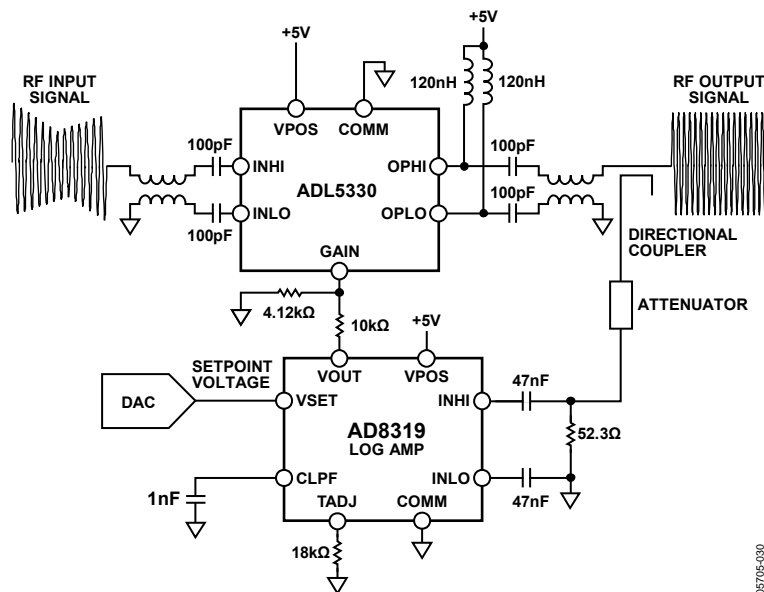 +5V
+5V
RF INPUT
SIGNAL
120nH
120nH
RF OUTPUT
SIGNAL
VPOS
COMM
100pF
100pF
INHI
OPHI
ADL5330
100pF
INLO
OPLO
100pF
GAIN
DIRECTIONAL
COUPLER
4.12kΩ
10kΩ
+5V
ATTENUATOR
SETPOINT
VOLTAGE
VOUT
VPOS
47nF
DAC
VSET
INHI
AD8319
LOG AMP
52.3Ω
CLPF
INLO
1nF
TADJ
COMM
47nF
18kΩ
05705-030